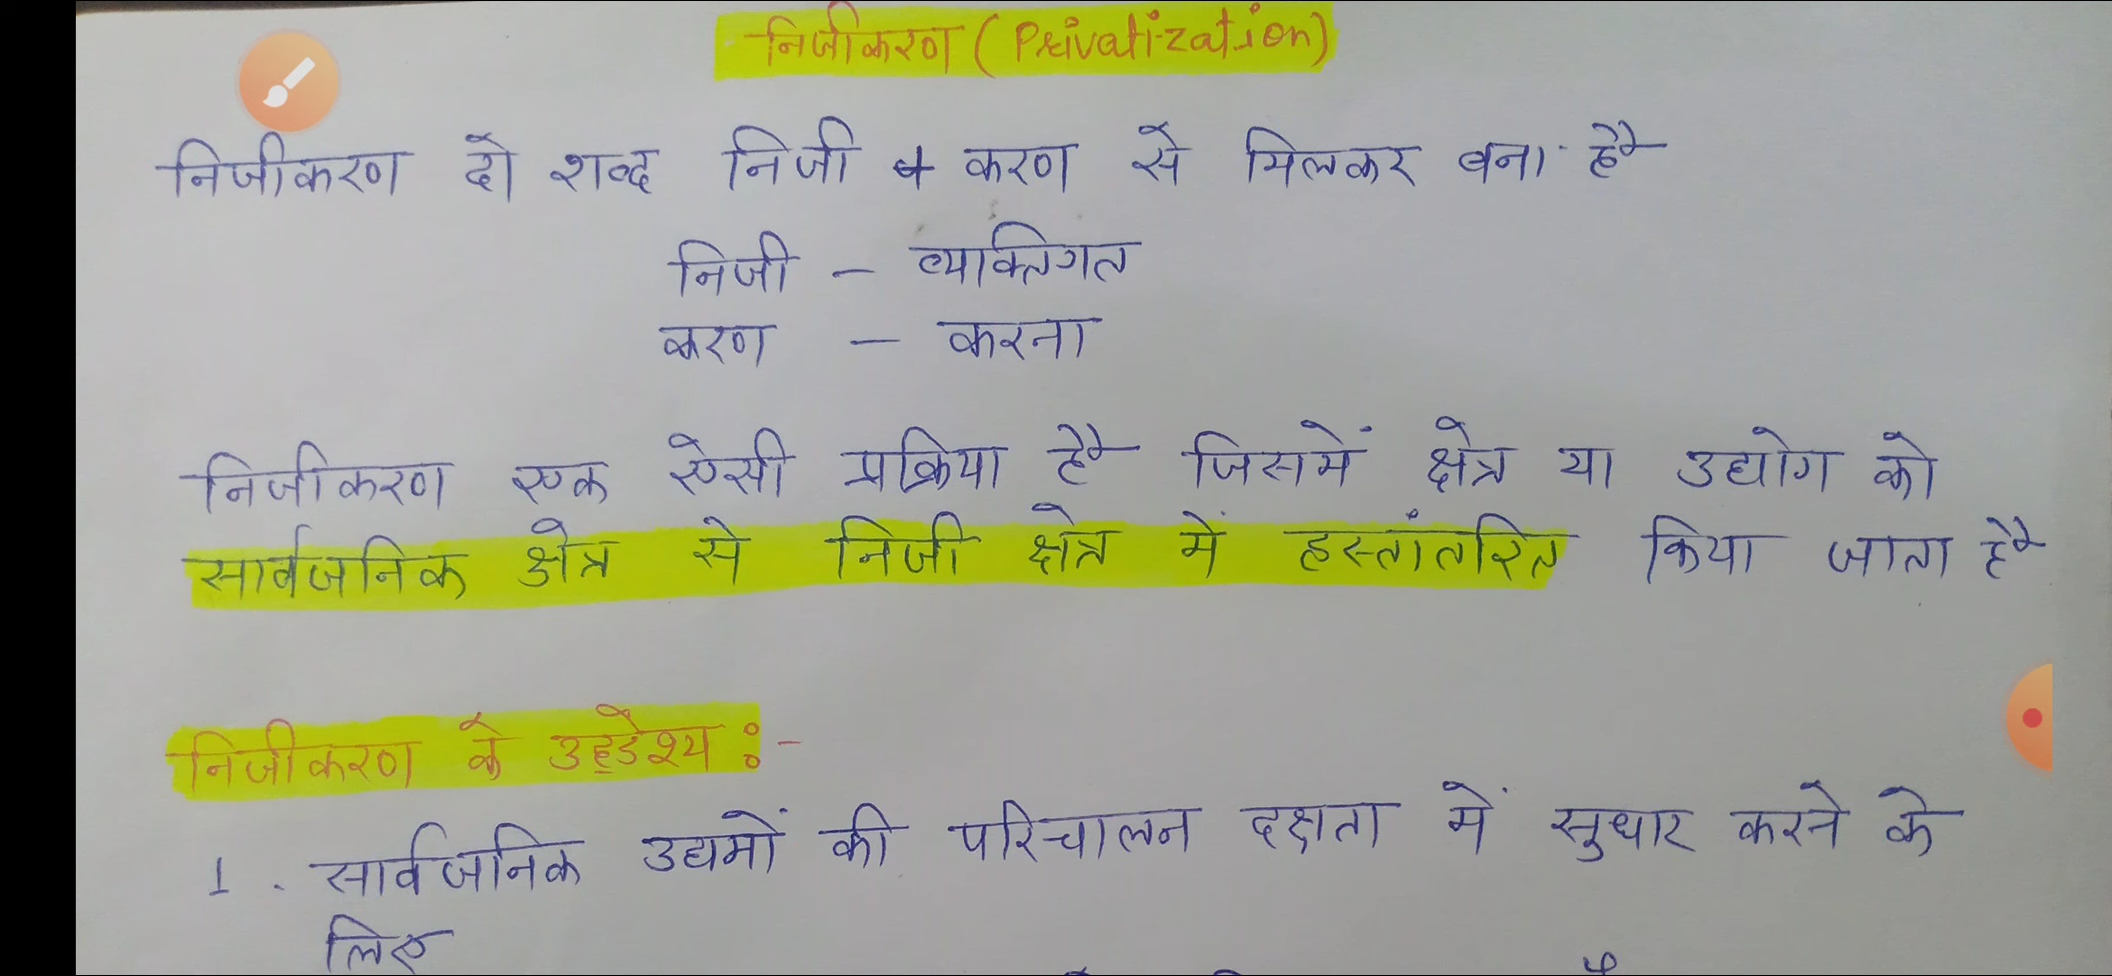 निजीकरण (Privatization)
निजीकरण दो शब्द निजी + करण से मिलकर बना है
निजी – व्यक्तिगत
करण – करना
निजीकरण एक ऐसी प्रक्रिया है जिसमें क्षेत्र या उद्योग को
सार्वजनिक क्षेत्र से निजी क्षेत्र में हस्तांतरित किया जाता है
निजीकरण के उद्देश्य :-
1. सार्वजनिक उद्यमों की परिचालन दक्षता में सुधार करने के
लिए